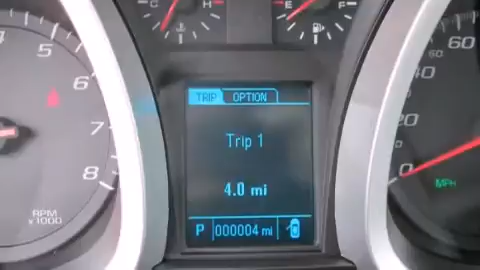 C H
E F
4
5
6
7
8
RPM
x 1000
TRIP OPTION
Trip 1
4.0 mi
P 000004 mi
60
40
20
0
MPH